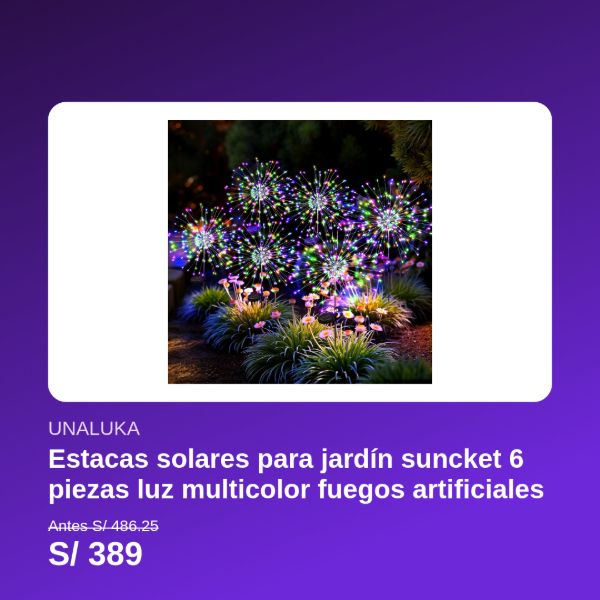 UNALUKA
Estacas solares para jardín suncket 6
piezas luz multicolor fuegos artificiales
Antes S/ 486.25
S/ 389